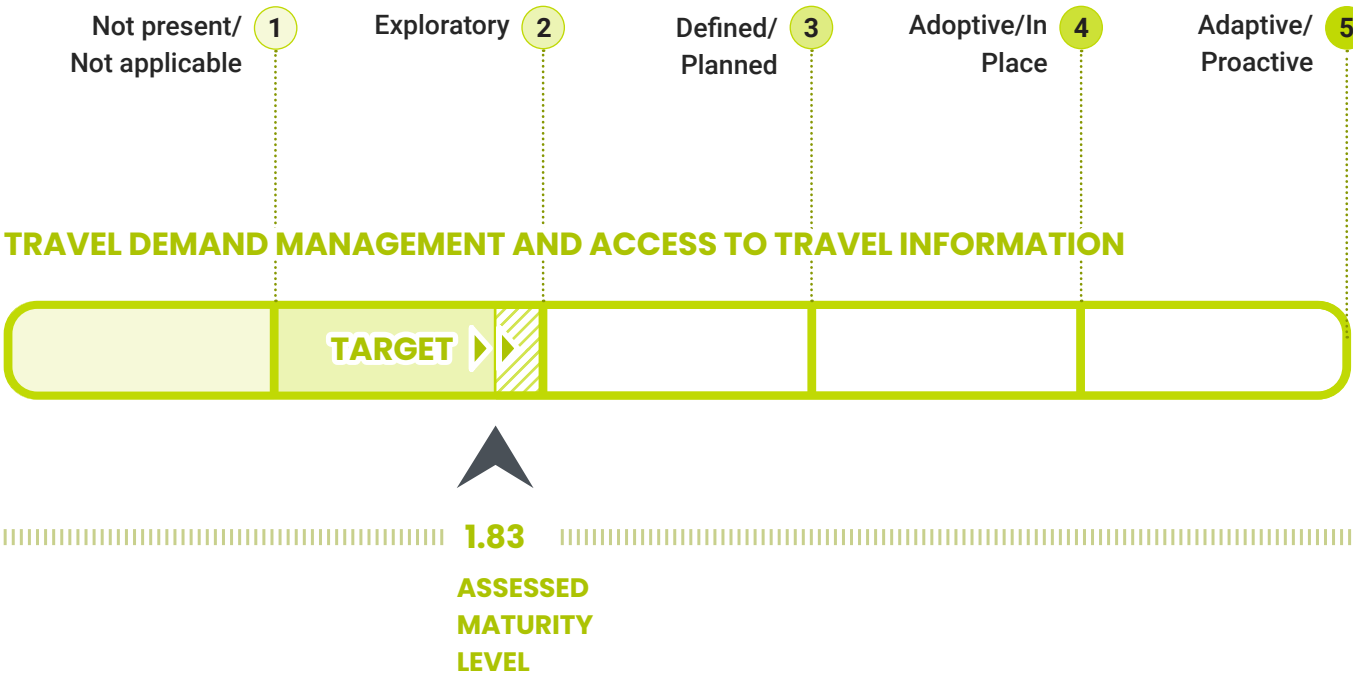 Not present/
Not applicable
1
Exploratory
2
Defined/
Planned
3
Adoptive/In
Place
4
Adaptive/
Proactive
5
TRAVEL DEMAND MANAGEMENT AND ACCESS TO TRAVEL INFORMATION
TARGET
1.83
ASSESSED
MATURITY
LEVEL